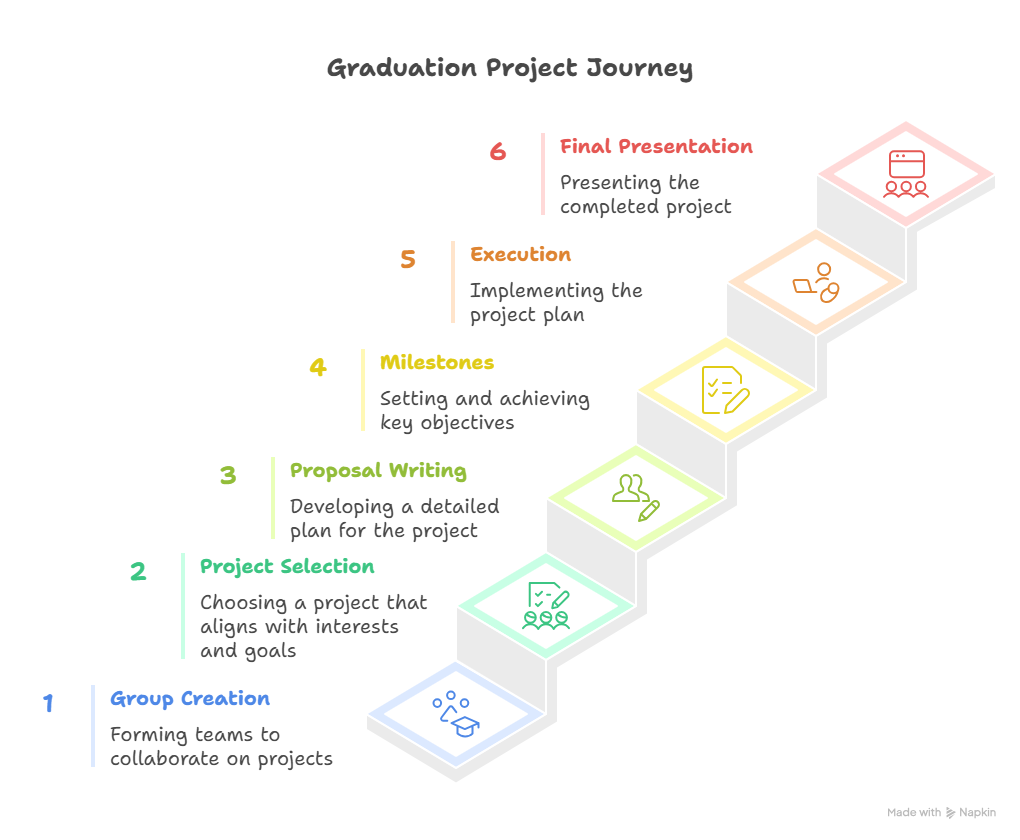 Graduation Project Journey
6
Final Presentation
Presenting the
completed project
5
Execution
Implementing the
project plan
4
Milestones
Setting and achieving
key objectives
3
Proposal Writing
Developing a detailed
plan for the project
2
Project Selection
Choosing a project that
aligns with interests
and goals
1
Group Creation
Forming teams to
collaborate on projects
Made with Napkin